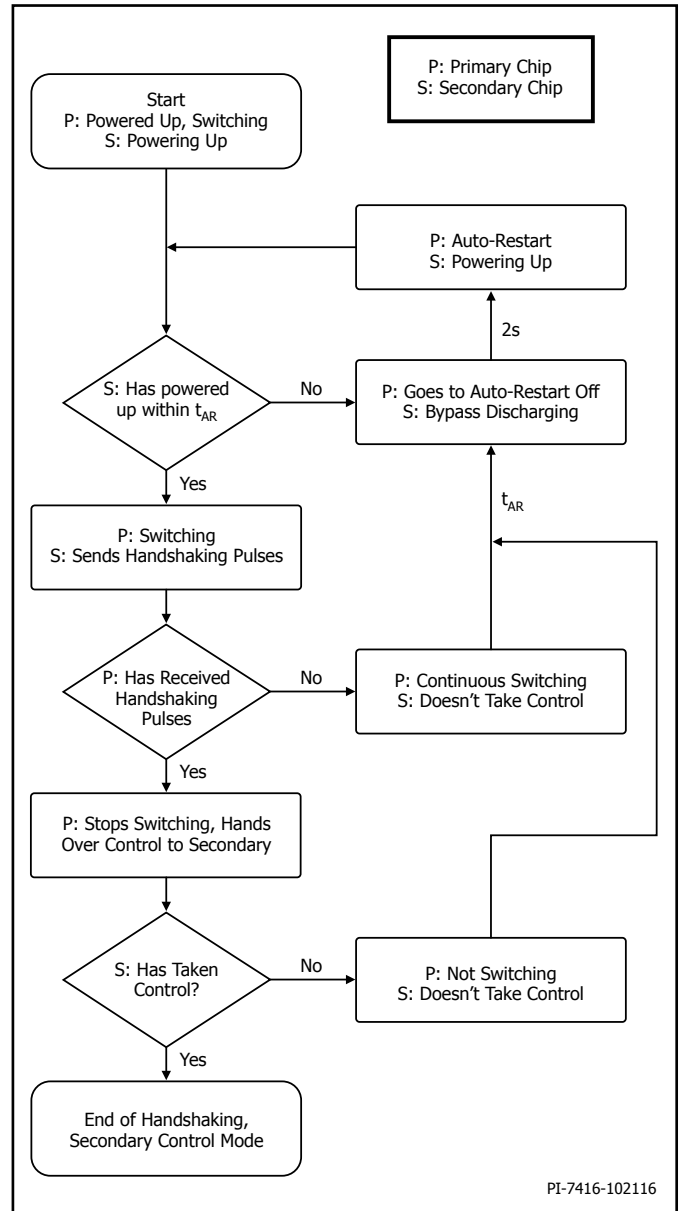 P: Primary Chip
S: Secondary Chip
Start
P: Powered Up, Switching
S: Powering Up
P: Auto-Restart
S: Powering Up
2s
S: Has powered
up within tAR
No
P: Goes to Auto-Restart Off
S: Bypass Discharging
Yes
tAR
P: Switching
S: Sends Handshaking Pulses
P: Has Received
Handshaking
Pulses
No
P: Continuous Switching
S: Doesn't Take Control
Yes
P: Stops Switching, Hands
Over Control to Secondary
S: Has Taken
Control?
No
P: Not Switching
S: Doesn't Take Control
Yes
End of Handshaking,
Secondary Control Mode
PI-7416-102116